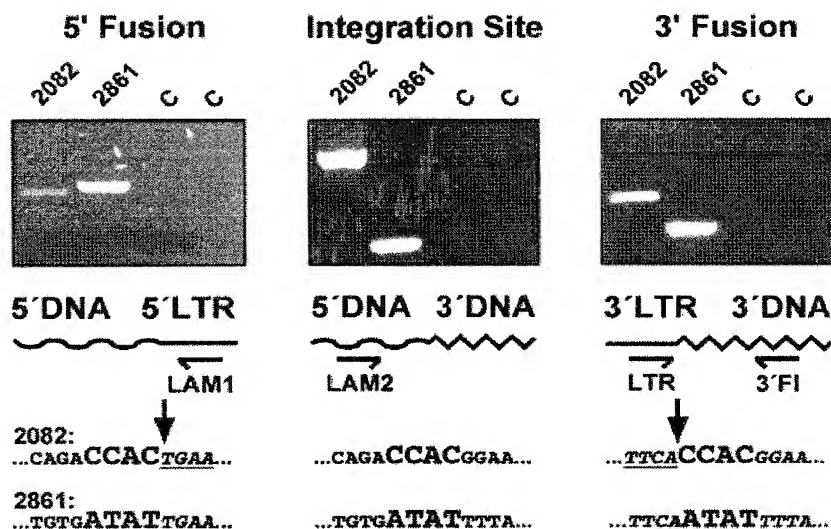 5' Fusion Integration Site 3' Fusion
2082 2861 C C 2082 2861 C C 2082 2861 C C
5´DNA 5´LTR 5´DNA 3´DNA 3´LTR 3´DNA
LAM1 LAM2 LTR 3´FI
2082:
...CAGACCACTGAA... ...CAGACCACGGAA... ...TTCACCACGGAA...
2861:
...TGTGATATTGAA... ...TGTGATATTTTA... ...TTCAATATTTTA...